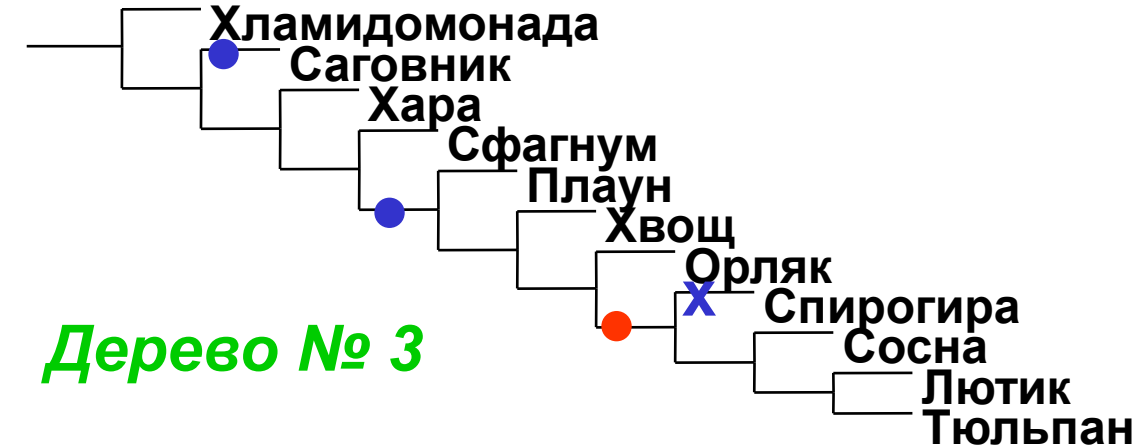 Хламидомонада
Саговник
Хара
Сфагнум
Плаун
Хвощ
Орляк
х
Спирогира
Сосна
Лютик
Тюльпан
Дерево № 3